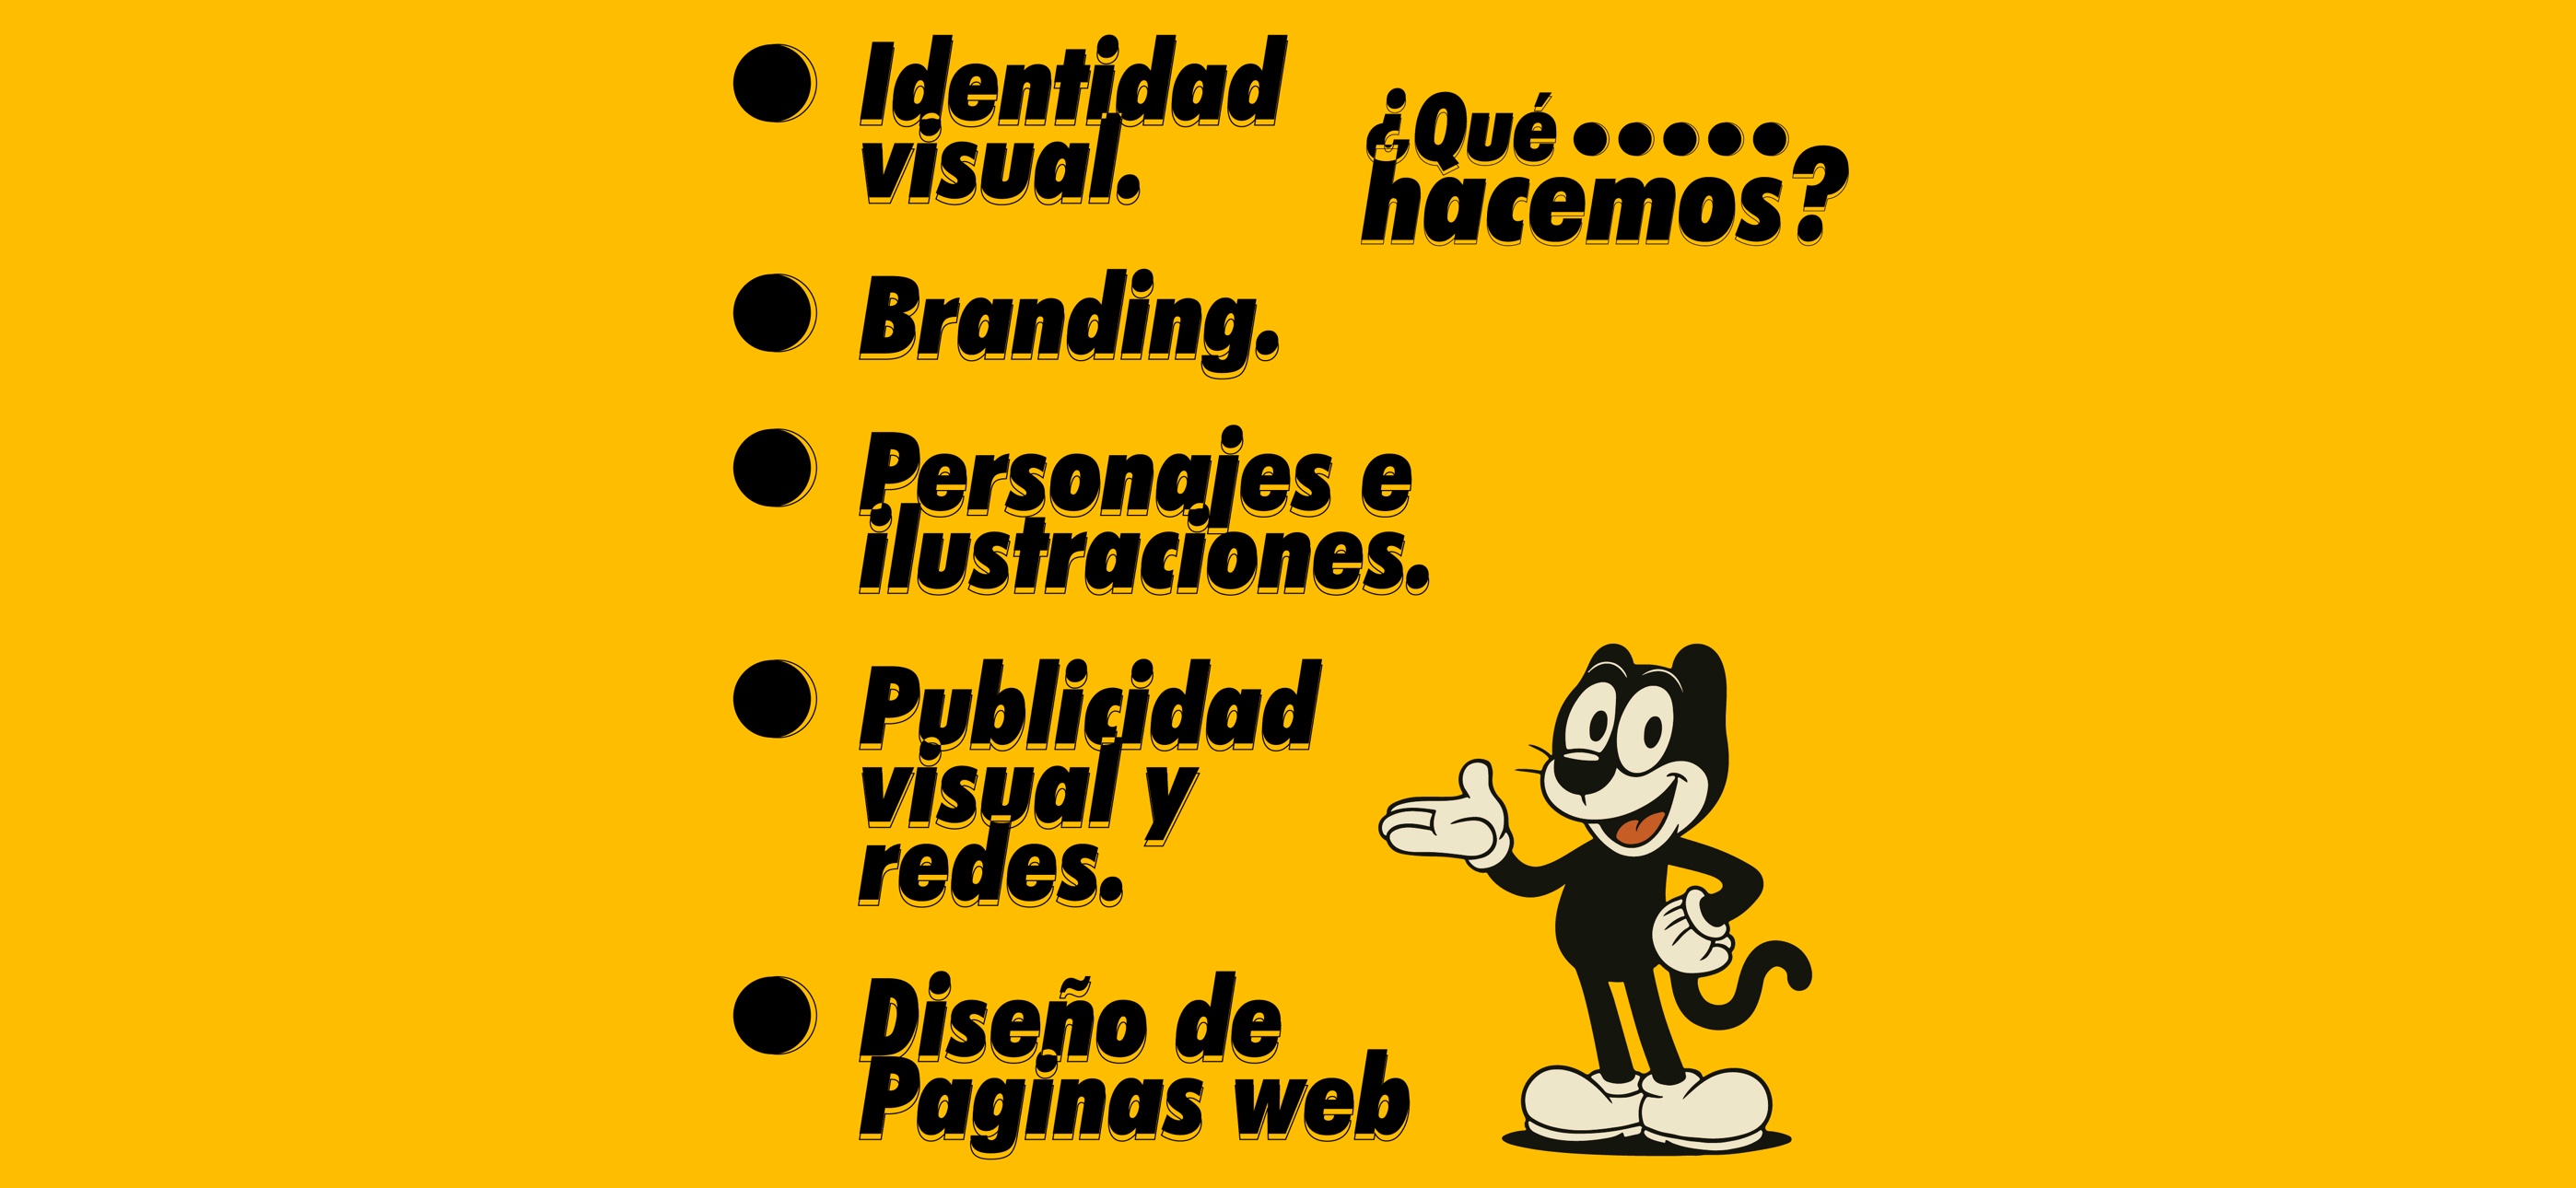 ¿Qué
hacemos?
Identidad
visual.
Branding.
Personajes e
ilustraciones.
Publicidad
visual y
redes.
Diseño de
Paginas web